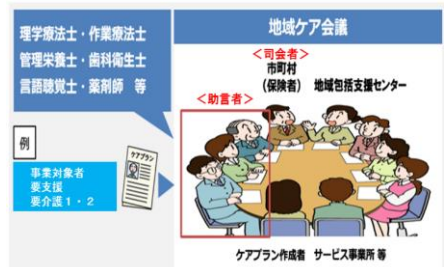 理学療法士・作業療法士
管理栄養士・歯科衛生士
言語聴覚士・薬剤師　等
地域ケア会議
＜司会者＞
市町村
（保険者）　地域包括支援センター
＜助言者＞
例
ケアプラン
事業対象者
要支援
要介護１・２
ケアプラン作成者　サービス事業所 等